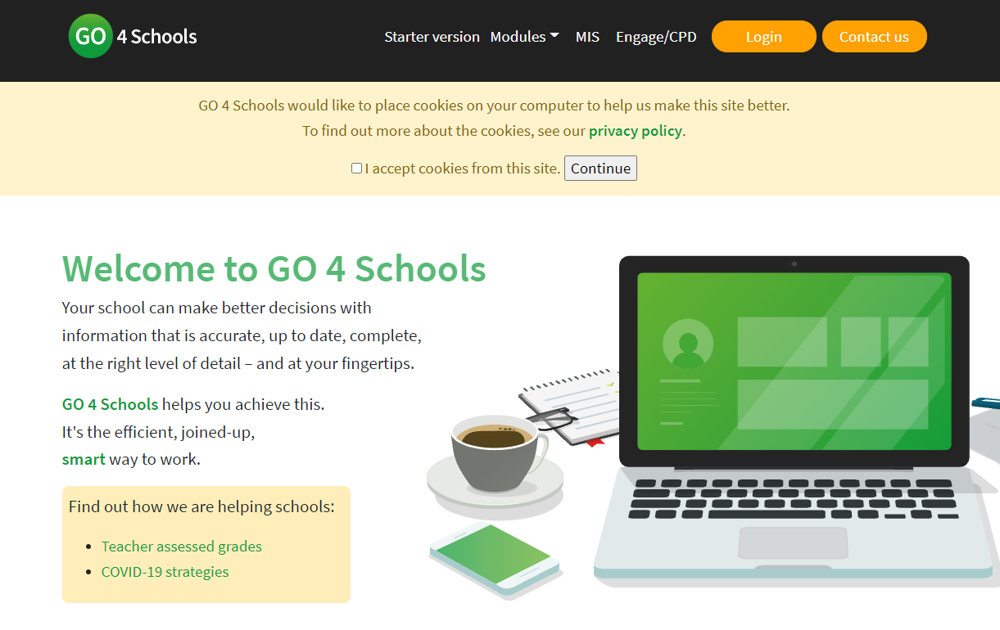 GO 4 Schools
Starter version Modules MIS Engage/CPD Login Contact us
GO 4 Schools would like to place cookies on your computer to help us make this site better.
To find out more about the cookies, see our privacy policy.
I accept cookies from this site. Continue
Welcome to GO 4 Schools
Your school can make better decisions with
information that is accurate, up to date, complete,
at the right level of detail – and at your fingertips.
GO 4 Schools helps you achieve this.
It's the efficient, joined-up,
smart way to work.
Find out how we are helping schools:
Teacher assessed grades
COVID-19 strategies